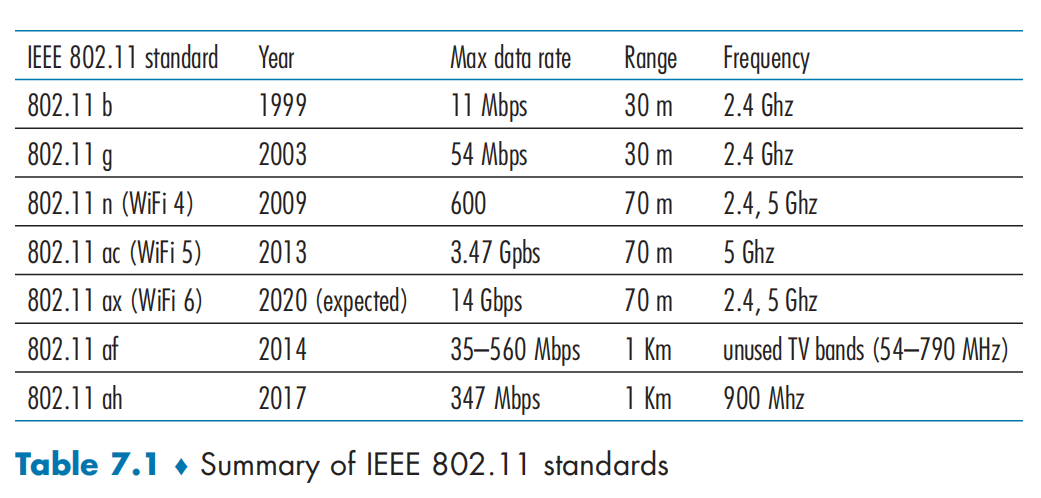 IEEE 802.11 standard Year Max data rate Range Frequency
802.11 b 1999 11 Mbps 30 m 2.4 Ghz
802.11 g 2003 54 Mbps 30 m 2.4 Ghz
802.11 n (WiFi 4) 2009 600 70 m 2.4, 5 Ghz
802.11 ac (WiFi 5) 2013 3.47 Gpbs 70 m 5 Ghz
802.11 ax (WiFi 6) 2020 (expected) 14 Gbps 70 m 2.4, 5 Ghz
802.11 af 2014 35–560 Mbps 1 Km unused TV bands (54–790 MHz)
802.11 ah 2017 347 Mbps 1 Km 900 Mhz
Table 7.1 ♦ Summary of IEEE 802.11 standards